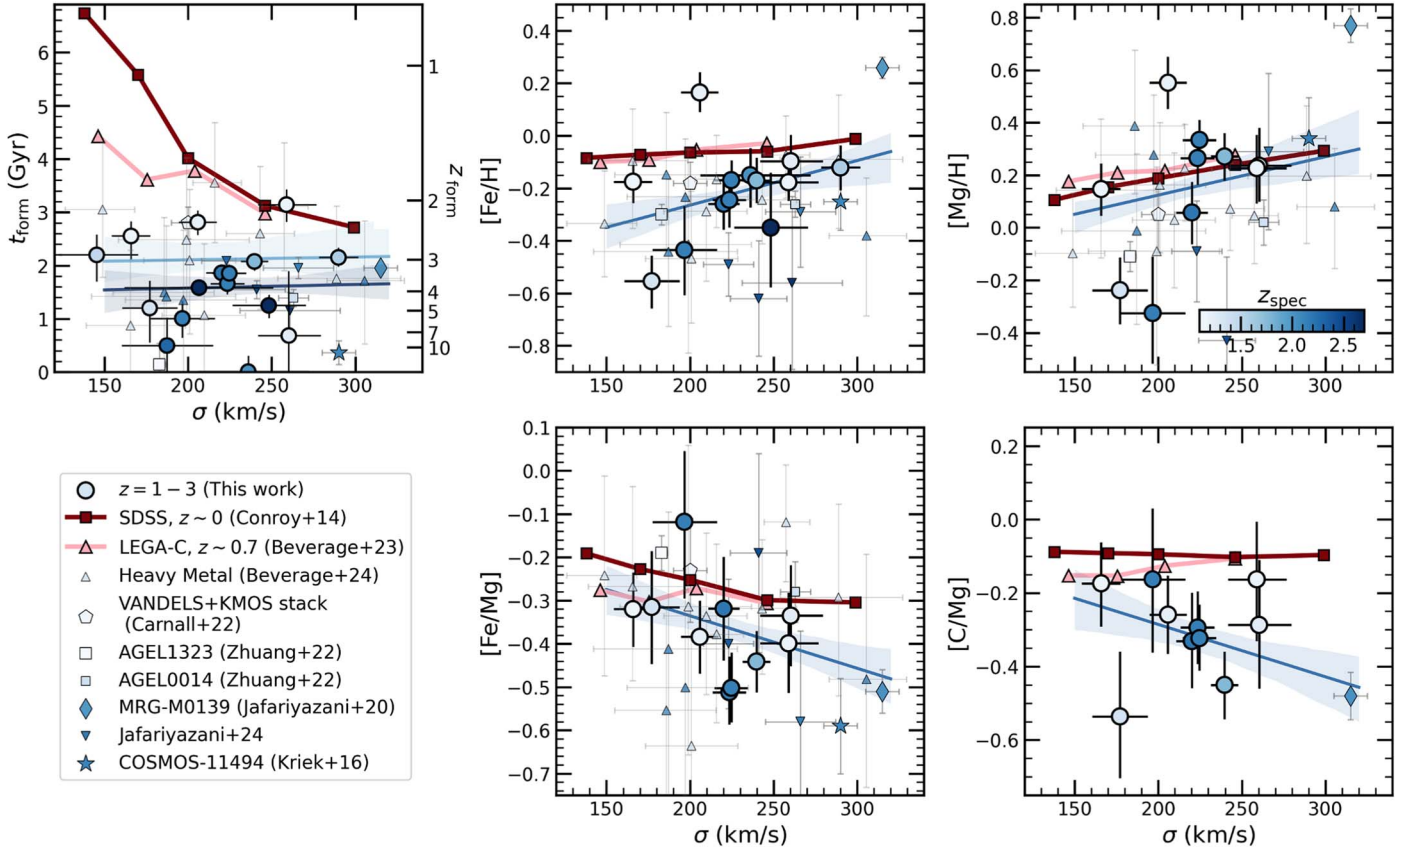 6
5
4
3
2
1
0
t_form (Gyr)
1
2
3
4
5
7
10
z_form
150 200 250 300
σ (km/s)
0.4
0.2
0.0
−0.2
−0.4
−0.6
−0.8
[Fe/H]
150 200 250 300
0.8
0.6
0.4
0.2
0.0
−0.2
−0.4
[Mg/H]
z_spec
1.5 2.0 2.5
150 200 250 300
z = 1 − 3 (This work)
SDSS, z ∼ 0 (Conroy+14)
LEGA-C, z ∼ 0.7 (Beverage+23)
Heavy Metal (Beverage+24)
VANDELS+KMOS stack
(Carnall+22)
AGEL1323 (Zhuang+22)
AGEL0014 (Zhuang+22)
MRG-M0139 (Jafariyazani+20)
Jafariyazani+24
COSMOS-11494 (Kriek+16)
0.1
0.0
−0.1
−0.2
−0.3
−0.4
−0.5
−0.6
−0.7
[Fe/Mg]
150 200 250 300
σ (km/s)
0.2
0.0
−0.2
−0.4
−0.6
[C/Mg]
150 200 250 300
σ (km/s)